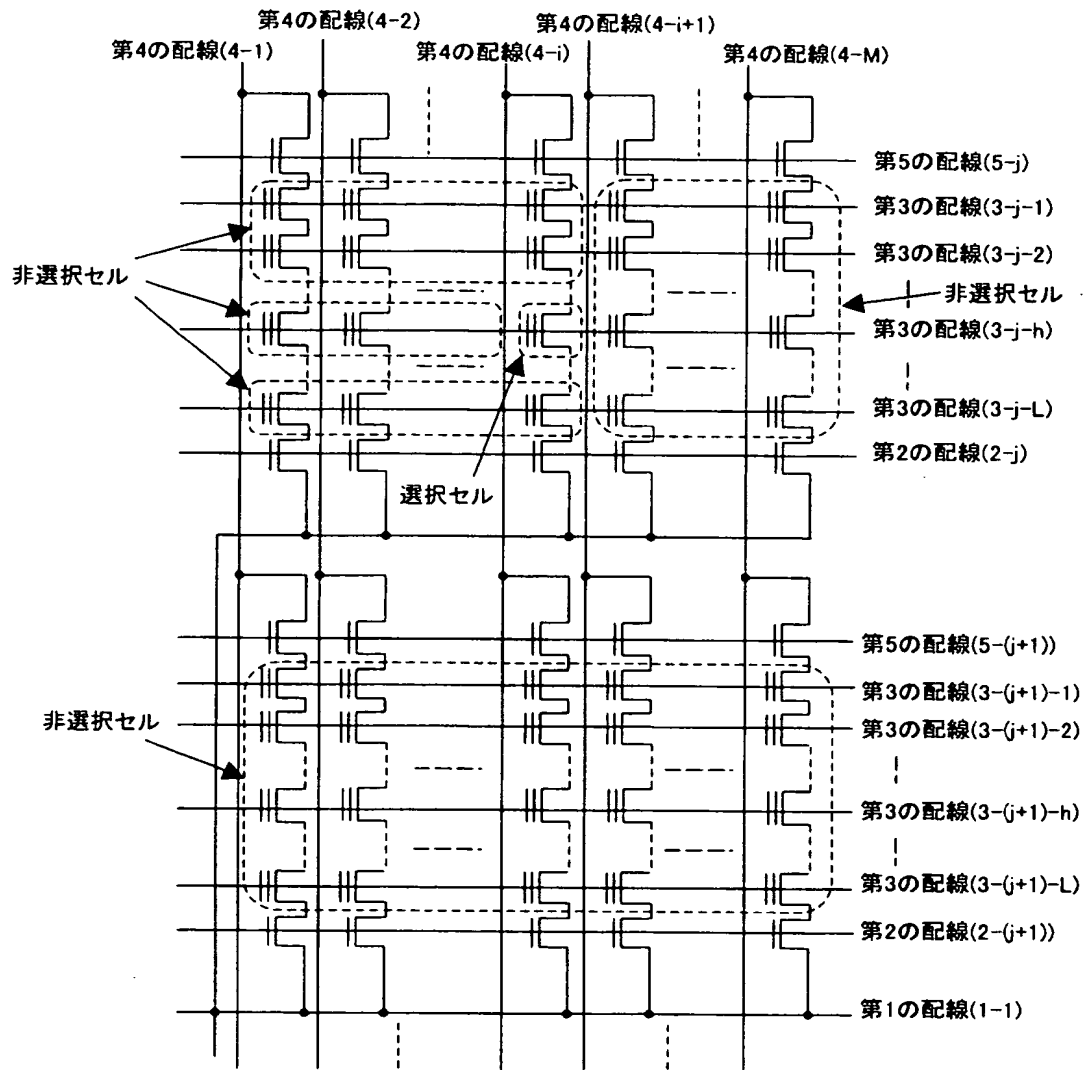 第4の配線(4-2)
第4の配線(4-i+1)
第4の配線(4-1)
第4の配線(4-i)
第4の配線(4-M)
第5の配線(5-j)
第3の配線(3-j-1)
第3の配線(3-j-2)
非選択セル
非選択セル
第3の配線(3-j-h)
第3の配線(3-j-L)
第2の配線(2-j)
選択セル
第5の配線(5-(j+1))
第3の配線(3-(j+1)-1)
非選択セル
第3の配線(3-(j+1)-2)
第3の配線(3-(j+1)-h)
第3の配線(3-(j+1)-L)
第2の配線(2-(j+1))
第1の配線(1-1)